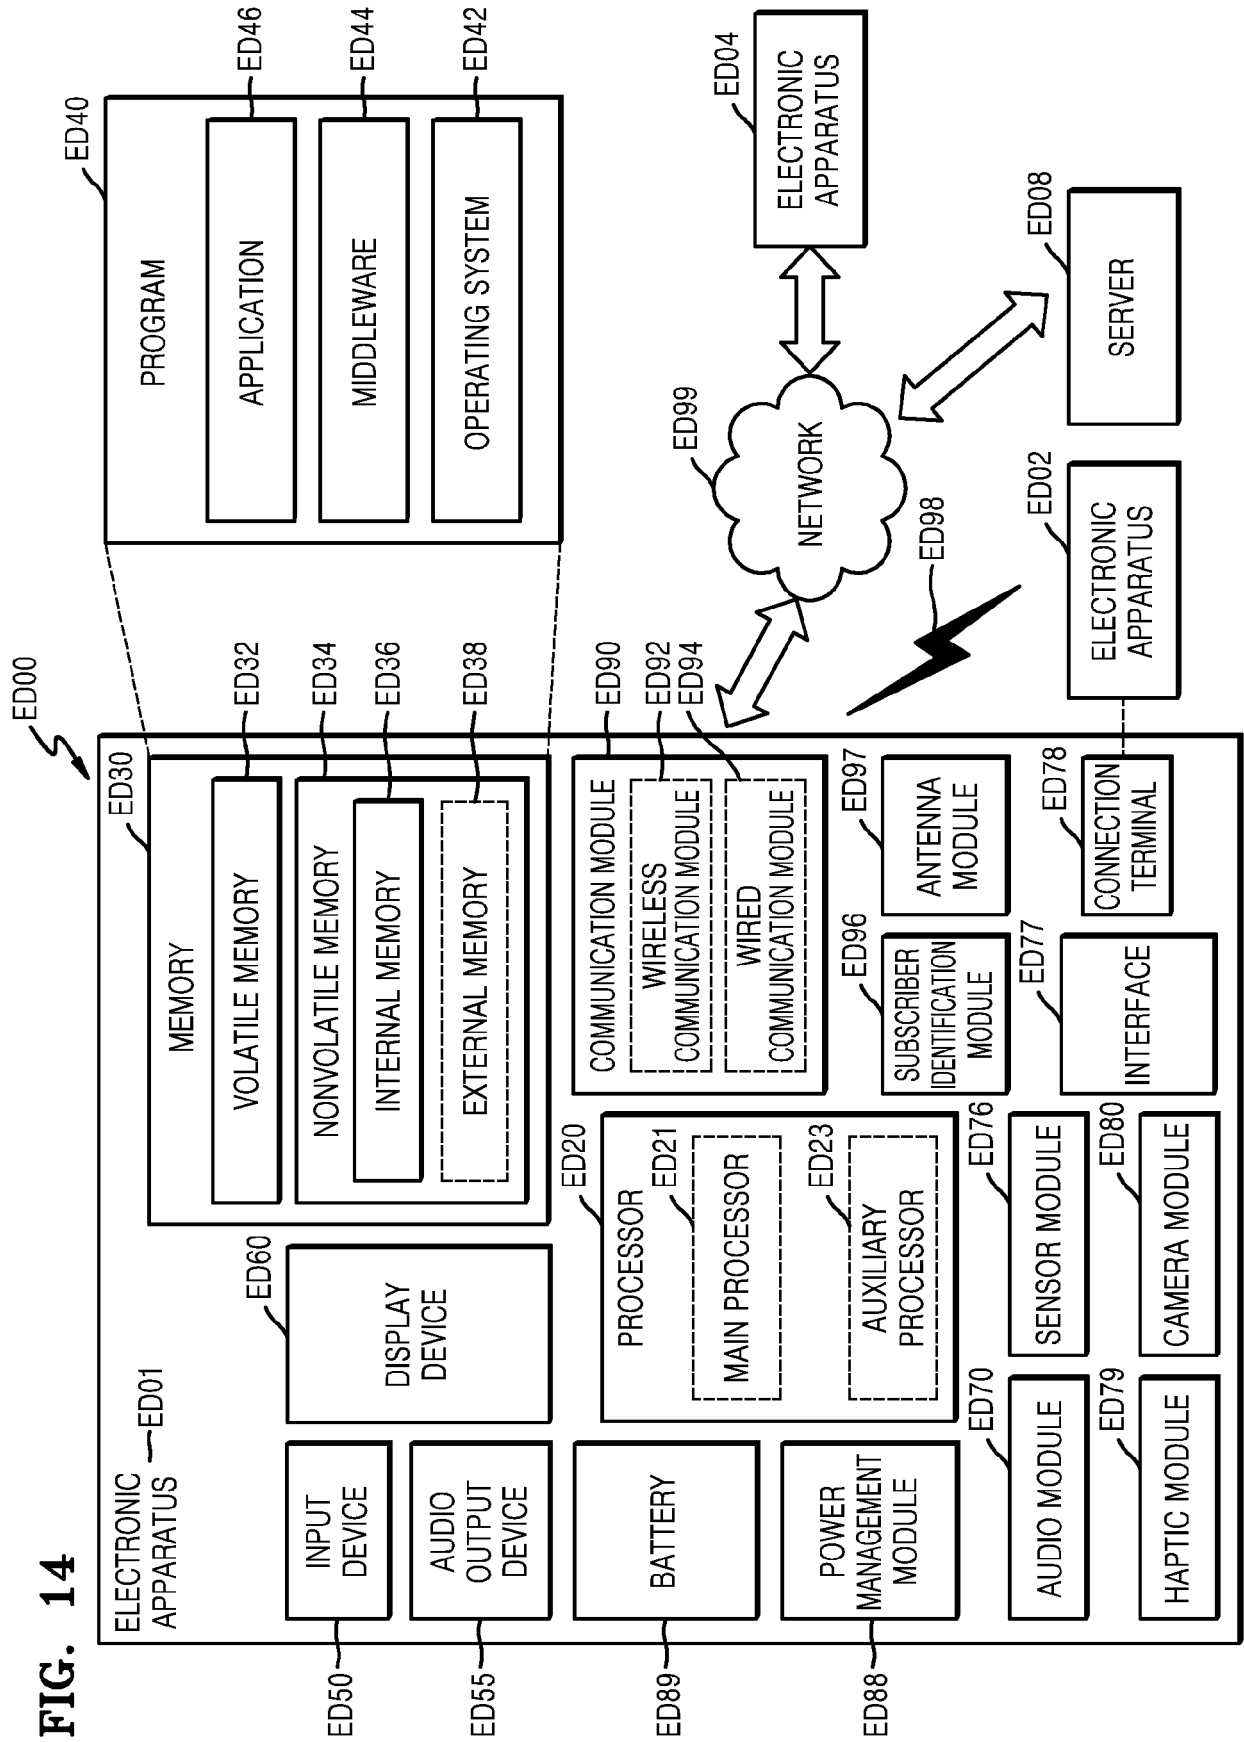 FIG. 14
ED00
ELECTRONIC
APPARATUS
ED01
ED30
MEMORY
VOLATILE MEMORY
ED32
NONVOLATILE MEMORY
ED34
INTERNAL MEMORY
ED36
EXTERNAL MEMORY
ED38
ED40
PROGRAM
APPLICATION
ED46
MIDDLEWARE
ED44
OPERATING SYSTEM
ED42
ED50
INPUT
DEVICE
ED55
AUDIO
OUTPUT
DEVICE
ED60
DISPLAY
DEVICE
ED89
BATTERY
ED88
POWER
MANAGEMENT
MODULE
ED20
PROCESSOR
ED21
MAIN PROCESSOR
ED23
AUXILIARY
PROCESSOR
COMMUNICATION MODULE
ED90
WIRELESS
COMMUNICATION MODULE
ED92
WIRED
COMMUNICATION MODULE
ED94
ED96
SUBSCRIBER
IDENTIFICATION
MODULE
ED97
ANTENNA
MODULE
ED70
AUDIO MODULE
ED76
SENSOR MODULE
ED77
INTERFACE
ED78
CONNECTION
TERMINAL
ED79
HAPTIC MODULE
ED80
CAMERA MODULE
ED99
NETWORK
ED98
ED04
ELECTRONIC
APPARATUS
ED08
SERVER
ED02
ELECTRONIC
APPARATUS